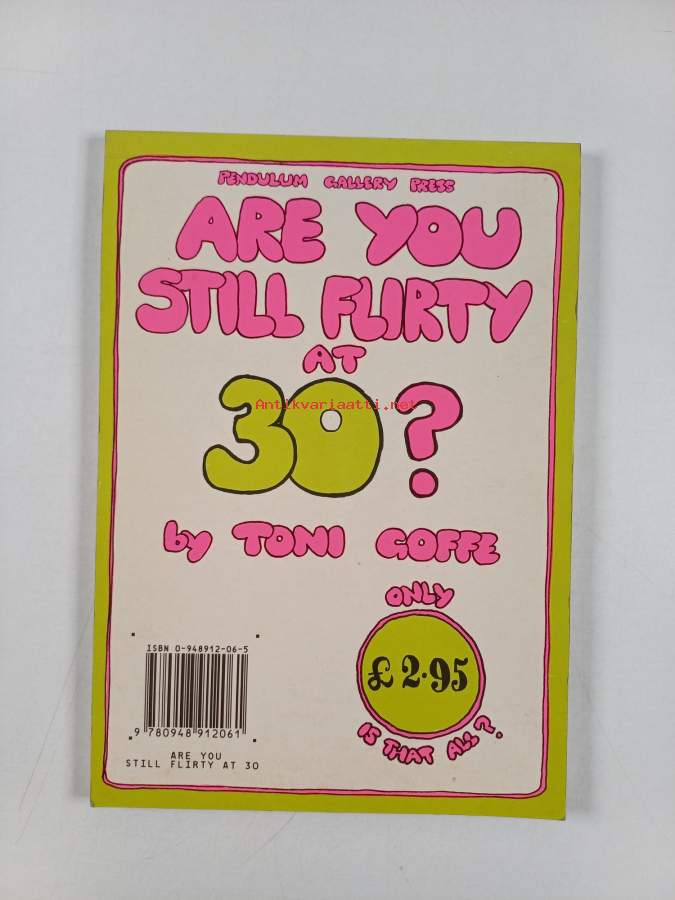 PENDULUM GALLERY PRESS
ARE YOU
STILL FLIRTY
AT
30?
Antikvariaatti.net
by TONI GOFFE
ONLY
£2.95
IS THAT ALL?
ISBN 0-948912-06-5
9 780948 912061
ARE YOU
STILL FLIRTY AT 30